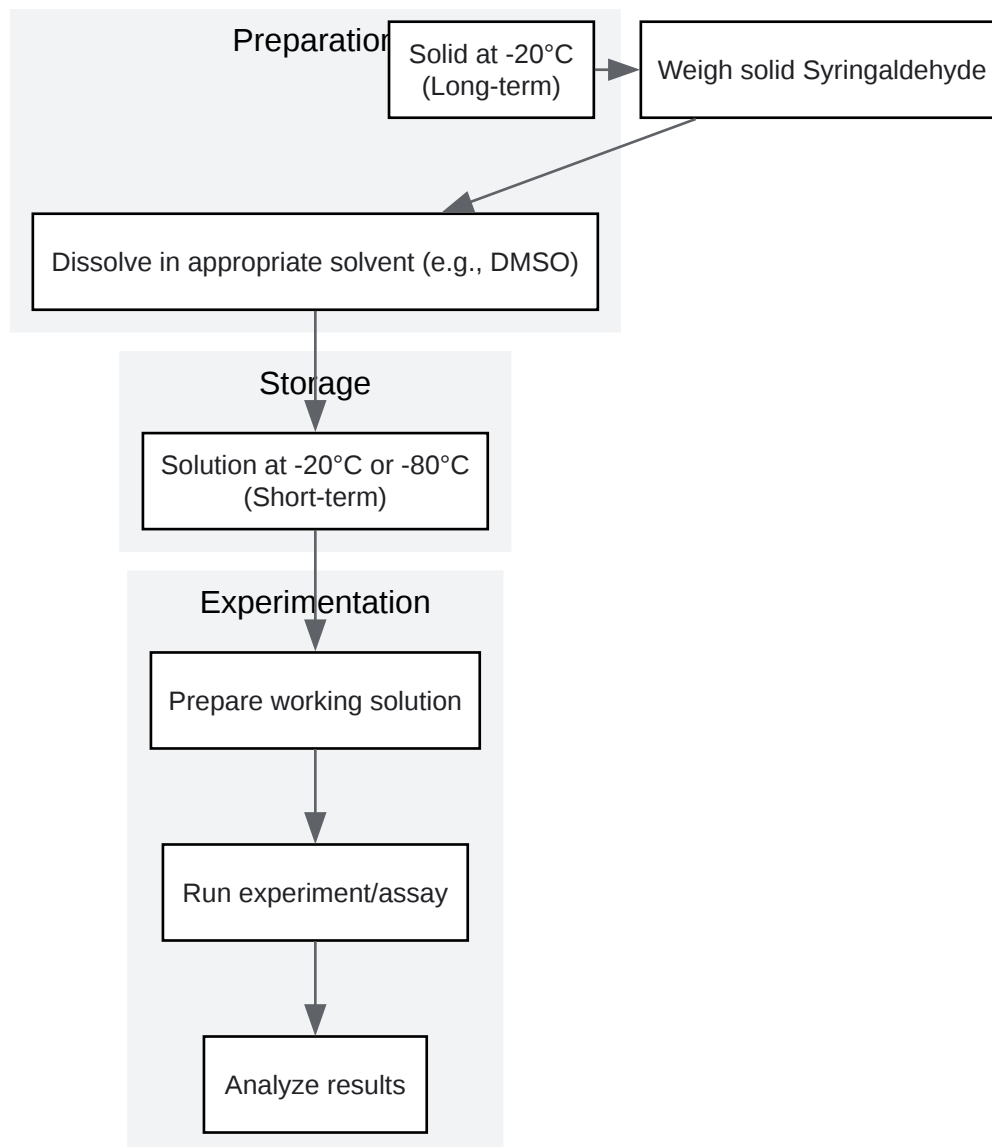 Preparation
Solid at -20°C
(Long-term)
Weigh solid Syringaldehyde
Dissolve in appropriate solvent (e.g., DMSO)
Storage
Solution at -20°C or -80°C
(Short-term)
Experimentation
Prepare working solution
Run experiment/assay
Analyze results